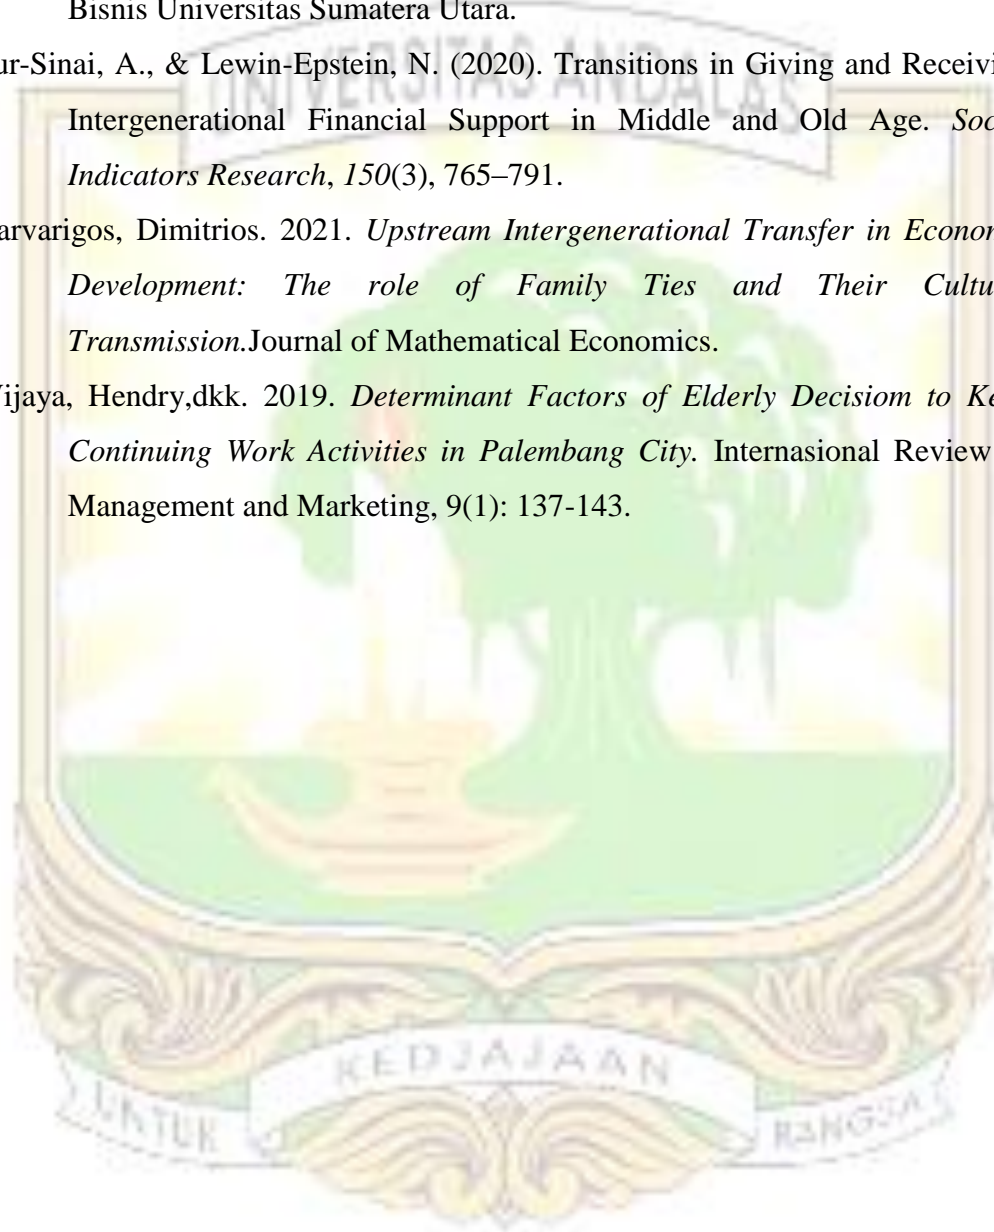 Bisnis Universitas Sumatera Utara.
UNIVERSITAS ANDALAS
ur-Sinai, A., & Lewin-Epstein, N. (2020). Transitions in Giving and Receivi
Intergenerational Financial Support in Middle and Old Age. Soc
Indicators Research, 150(3), 765–791.
arvarigos, Dimitrios. 2021. Upstream Intergenerational Transfer in Econom
Development: The role of Family Ties and Their Cultu
Transmission.Journal of Mathematical Economics.
Vijaya, Hendry,dkk. 2019. Determinant Factors of Elderly Decisiom to Ke
Continuing Work Activities in Palembang City. Internasional Review
Management and Marketing, 9(1): 137-143.
KEDJAJAAN
UNTUK BANGSA